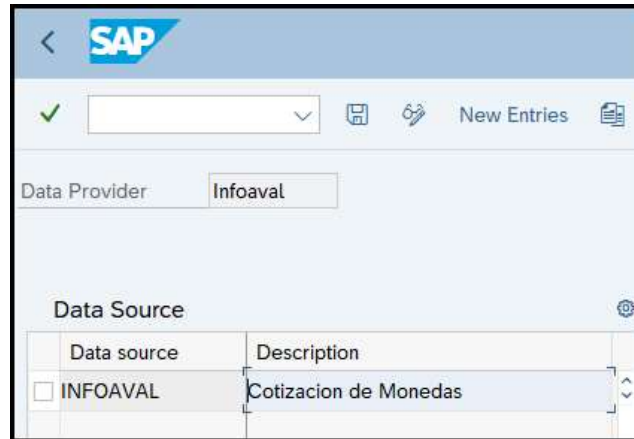 SAP
New Entries
Data Provider Infoaval
Data Source
Data source Description
INFOAVAL Cotizacion de Monedas